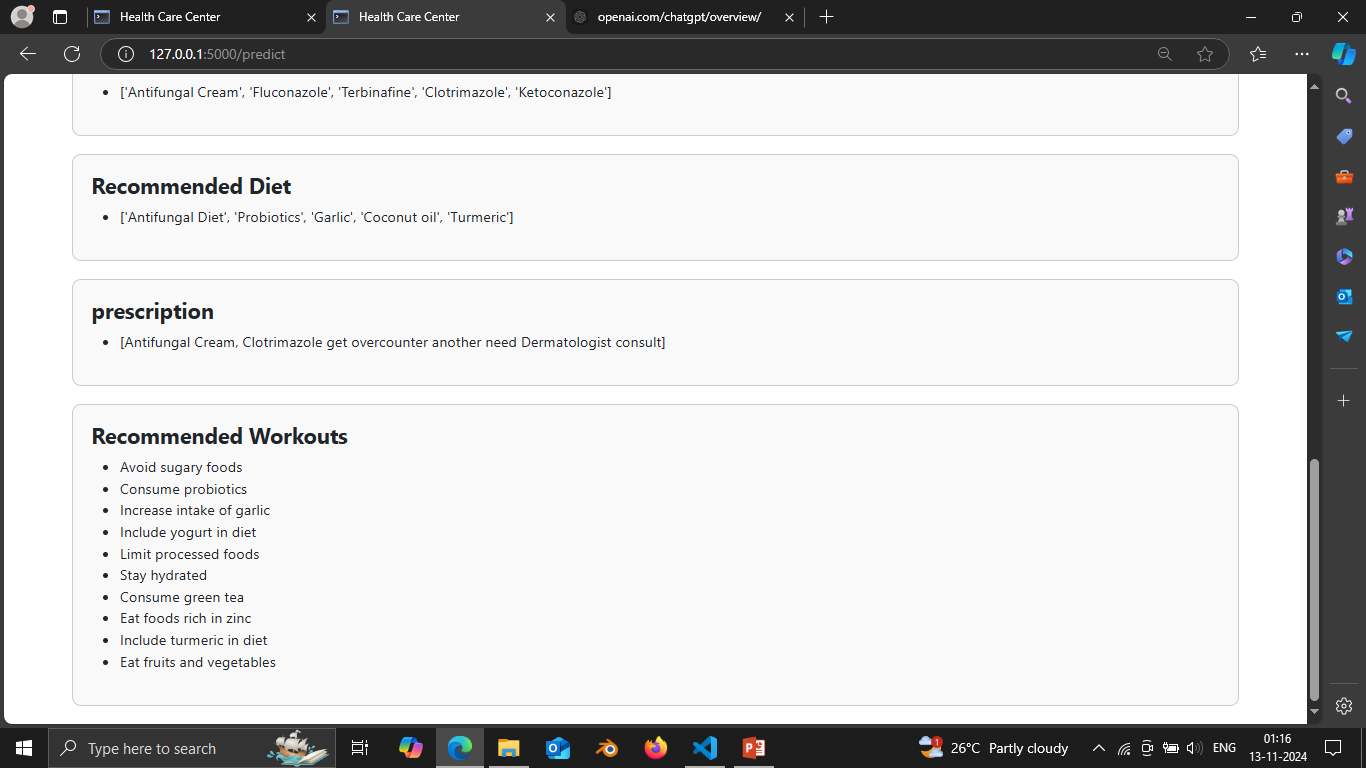 Health Care Center
Health Care Center
openai.com/chatgpt/overview/
127.0.0.1:5000/predict
['Antifungal Cream', 'Fluconazole', 'Terbinafine', 'Clotrimazole', 'Ketoconazole']
Recommended Diet
['Antifungal Diet', 'Probiotics', 'Garlic', 'Coconut oil', 'Turmeric']
prescription
[Antifungal Cream, Clotrimazole get overcounter another need Dermatologist consult]
Recommended Workouts
Avoid sugary foods
Consume probiotics
Increase intake of garlic
Include yogurt in diet
Limit processed foods
Stay hydrated
Consume green tea
Eat foods rich in zinc
Include turmeric in diet
Eat fruits and vegetables
Type here to search
1
26°C Partly cloudy
ENG
01:16
13-11-2024